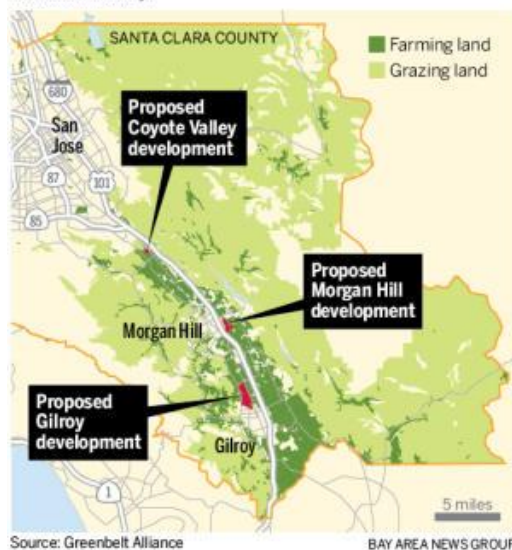 SANTA CLARA COUNTY
Farming land
Grazing land
680
San
Jose
Proposed
Coyote Valley
development
87
101
85
Proposed
Morgan Hill
development
Morgan Hill
Proposed
Gilroy
development
Gilroy
1
5 miles
Source: Greenbelt Alliance
BAY AREA NEWS GROUP